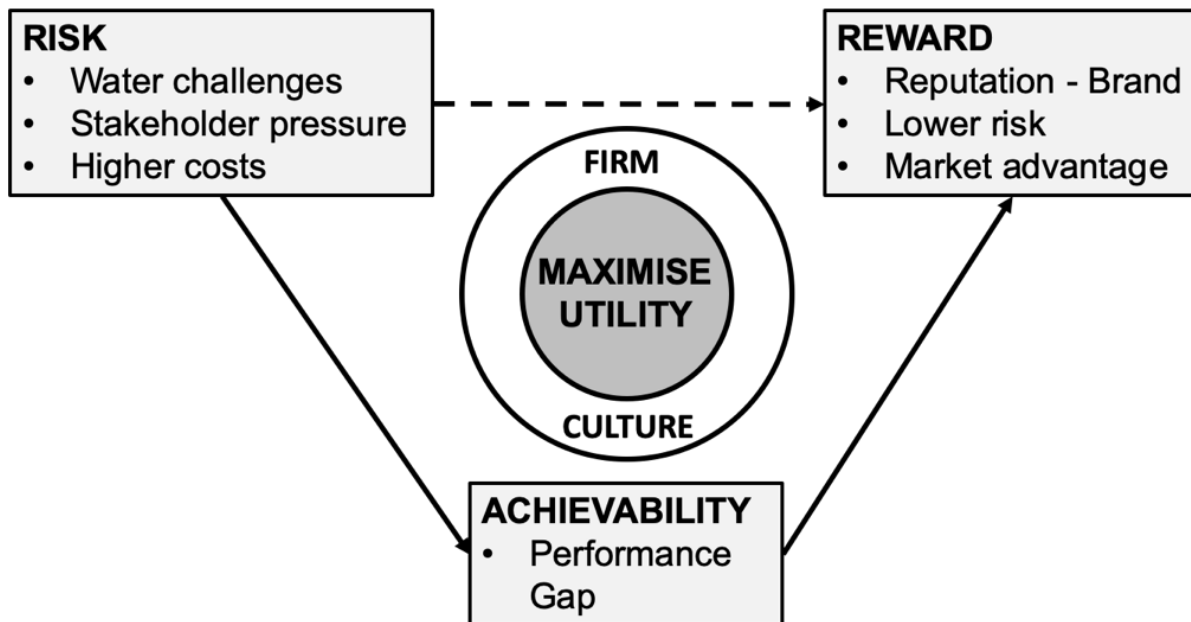 RISK
• Water challenges
• Stakeholder pressure
• Higher costs
REWARD
• Reputation - Brand
• Lower risk
• Market advantage
FIRM
MAXIMISE
UTILITY
CULTURE
ACHIEVABILITY
• Performance
Gap